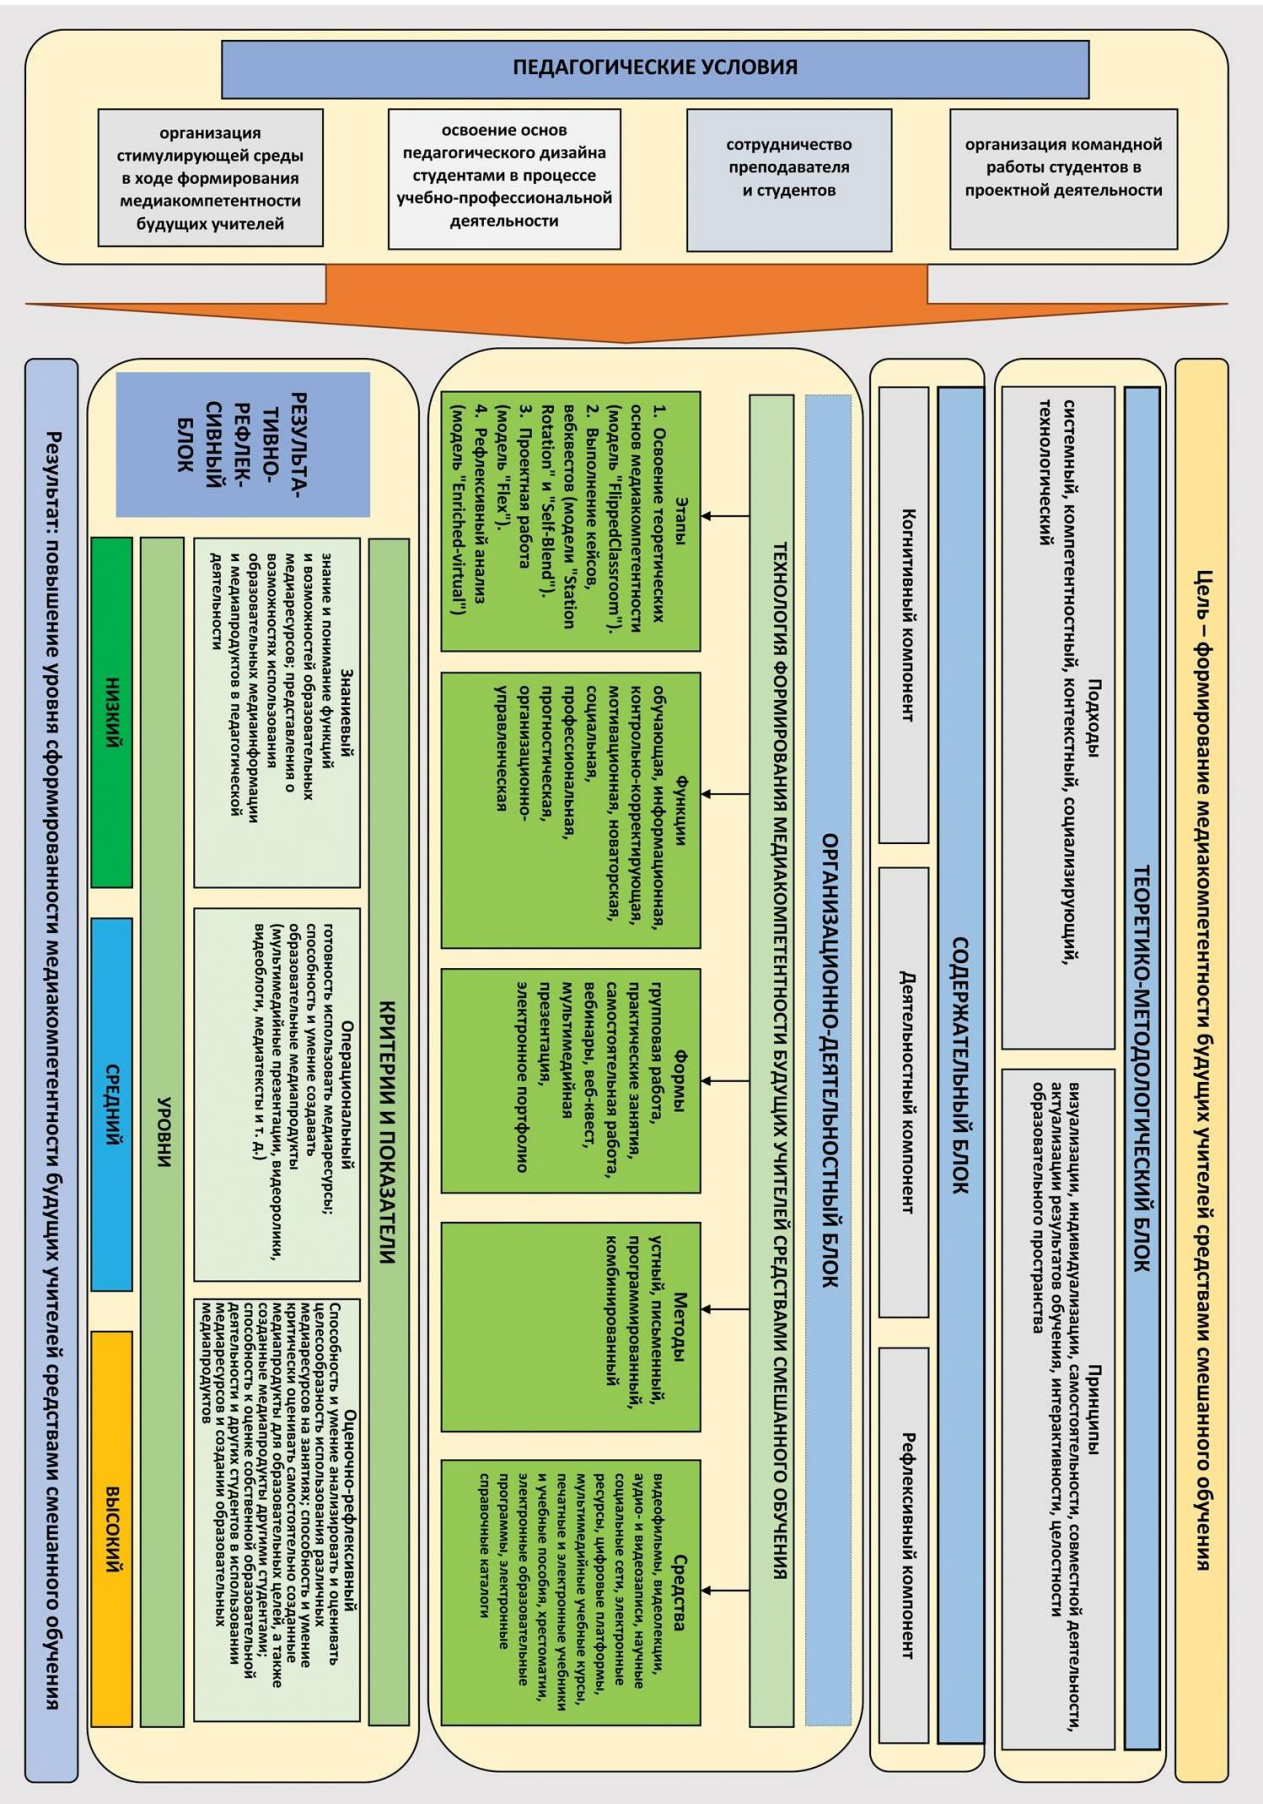 ПЕДАГОГИЧЕСКИЕ УСЛОВИЯ
организация
стимулирующей среды
в ходе формирования
медиакомпетентности
будущих учителей
освоение основ
педагогического дизайна
студентами в процессе
учебно-профессиональной
деятельности
сотрудничество
преподавателя
и студентов
организация командной
работы студентов в
проектной деятельности
Цель – формирование медиакомпетентности будущих учителей средствами смешанного обучения
ТЕОРЕТИКО-МЕТОДОЛОГИЧЕСКИЙ БЛОК
Подходы
системный, компетентностный, контекстный, социализирующий,
технологический
Принципы
визуализации, индивидуализации, самостоятельности, совместной деятельности,
актуализации результатов обучения, интерактивности, целостности
образовательного пространства
СОДЕРЖАТЕЛЬНЫЙ БЛОК
Когнитивный компонент
Деятельностный компонент
Рефлексивный компонент
ОРГАНИЗАЦИОННО-ДЕЯТЕЛЬНОСТНЫЙ БЛОК
ТЕХНОЛОГИЯ ФОРМИРОВАНИЯ МЕДИАКОМПЕТЕНТНОСТИ БУДУЩИХ УЧИТЕЛЕЙ СРЕДСТВАМИ СМЕШАННОГО ОБУЧЕНИЯ
Этапы
1. Освоение теоретических
основ медиакомпетентности
(модель "FlippedClassroom").
2. Выполнение кейсов,
вебквестов (модели "Station
Rotation" и "Self-Blend").
3. Проектная работа
(модель "Flex").
4. Рефлексивный анализ
(модель "Enriched-virtual")
Функции
обучающая, информационная,
контрольно-корректирующая,
мотивационная, новаторская,
социальная,
профессиональная,
прогностическая,
организационно-
управленческая
Формы
групповая работа,
практические занятия,
самостоятельная работа,
вебинары, веб-квест,
мультимедийная
презентация,
электронное портфолио
Методы
устный, письменный,
программированный,
комбинированный
Средства
видеофильмы, видеолекции,
аудио- и видеозаписи, научные
социальные сети, электронные
ресурсы, цифровые платформы,
мультимедийные учебные курсы,
печатные и электронные учебники
и учебные пособия, хрестоматии,
электронные образовательные
программы, электронные
справочные каталоги
РЕЗУЛЬТА-
ТИВНО-
РЕФЛЕК-
СИВНЫЙ
БЛОК
КРИТЕРИИ И ПОКАЗАТЕЛИ
Знаниевый
знание и понимание функций
и возможностей образовательных
медиаресурсов; представления о
возможностях использования
образовательных медиаинформации
и медиапродуктов в педагогической
деятельности
Операциональный
готовность использовать медиаресурсы;
способность и умение создавать
образовательные медиапродукты
(мультимедийные презентации, видеоролики,
видеоблоги, медиатексты и т. д.)
Оценочно-рефлексивный
Способность и умение анализировать и оценивать
целесообразность использования различных
медиаресурсов на занятиях; способность и умение
критически оценивать самостоятельно созданные
медиапродукты для образовательных целей, а также
созданные медиапродукты другими студентами;
способность к оценке собственной образовательной
деятельности и других студентов в использовании
медиаресурсов и создании образовательных
медиапродуктов
УРОВНИ
НИЗКИЙ
СРЕДНИЙ
ВЫСОКИЙ
Результат: повышение уровня сформированности медиакомпетентности будущих учителей средствами смешанного обучения